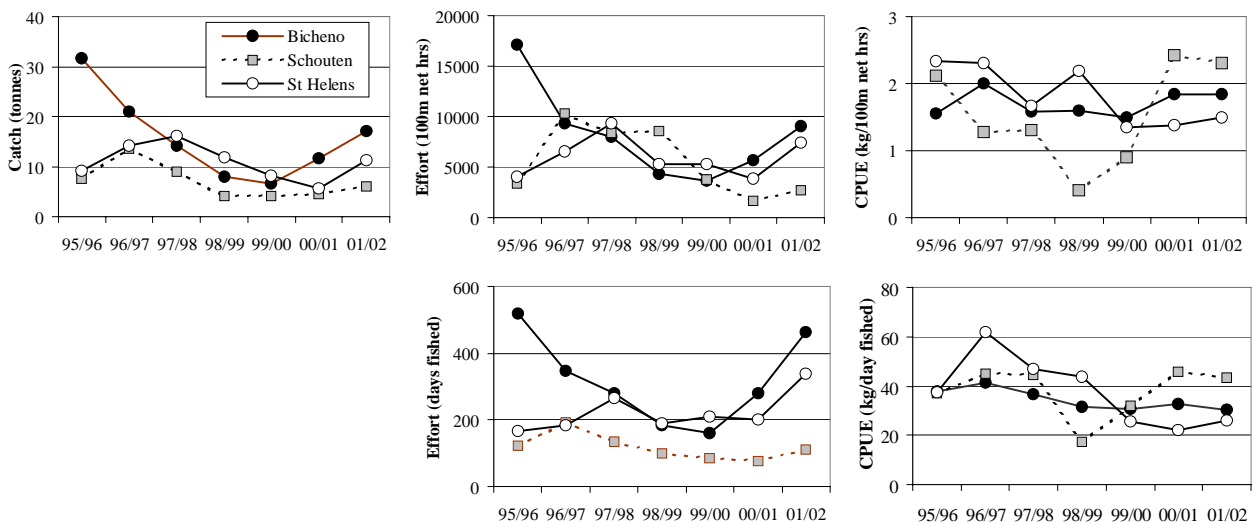 Catch (tonnes)
40
30
20
10
0
Bicheno
Schouten
St Helens
95/96 96/97 97/98 98/99 99/00 00/01 01/02
Effort (100m net hrs)
20000
15000
10000
5000
0
95/96 96/97 97/98 98/99 99/00 00/01 01/02
CPUE (kg/100m net hrs)
3
2
1
0
95/96 96/97 97/98 98/99 99/00 00/01 01/02
Effort (days fished)
600
400
200
0
95/96 96/97 97/98 98/99 99/00 00/01 01/02
CPUE (kg/day fished)
80
60
40
20
0
95/96 96/97 97/98 98/99 99/00 00/01 01/02